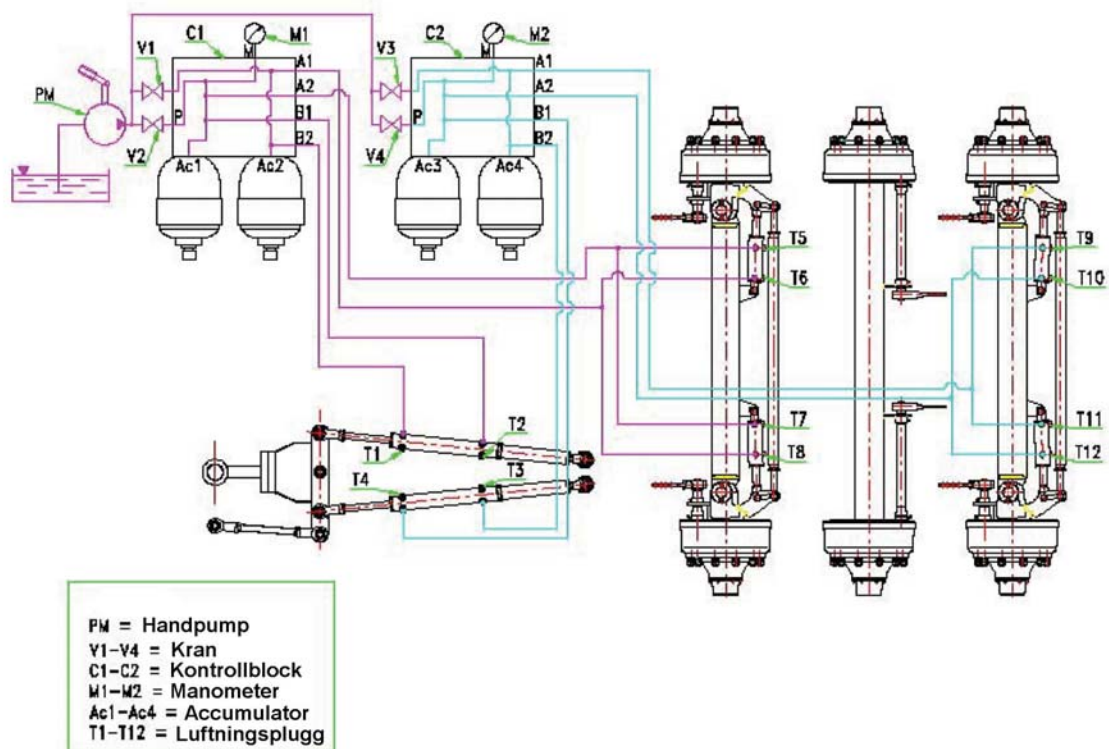 C1
M1
C2
M2
V1
M
V3
M
A1
A1
PM
A2
A2
P
P
B1
B1
V2
B2
V4
B2
Ac1
Ac2
Ac3
Ac4
T5
T9
T6
T10
T7
T11
T2
T1
T8
T12
T3
T4
PM = Handpump
V1-V4 = Kran
C1-C2 = Kontrollblock
M1-M2 = Manometer
Ac1-Ac4 = Accumulator
T1-T12 = Luftningsplugg